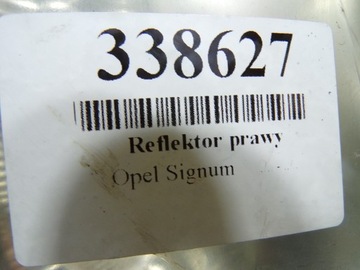 338627
Reflektor prawy
Opel Signum